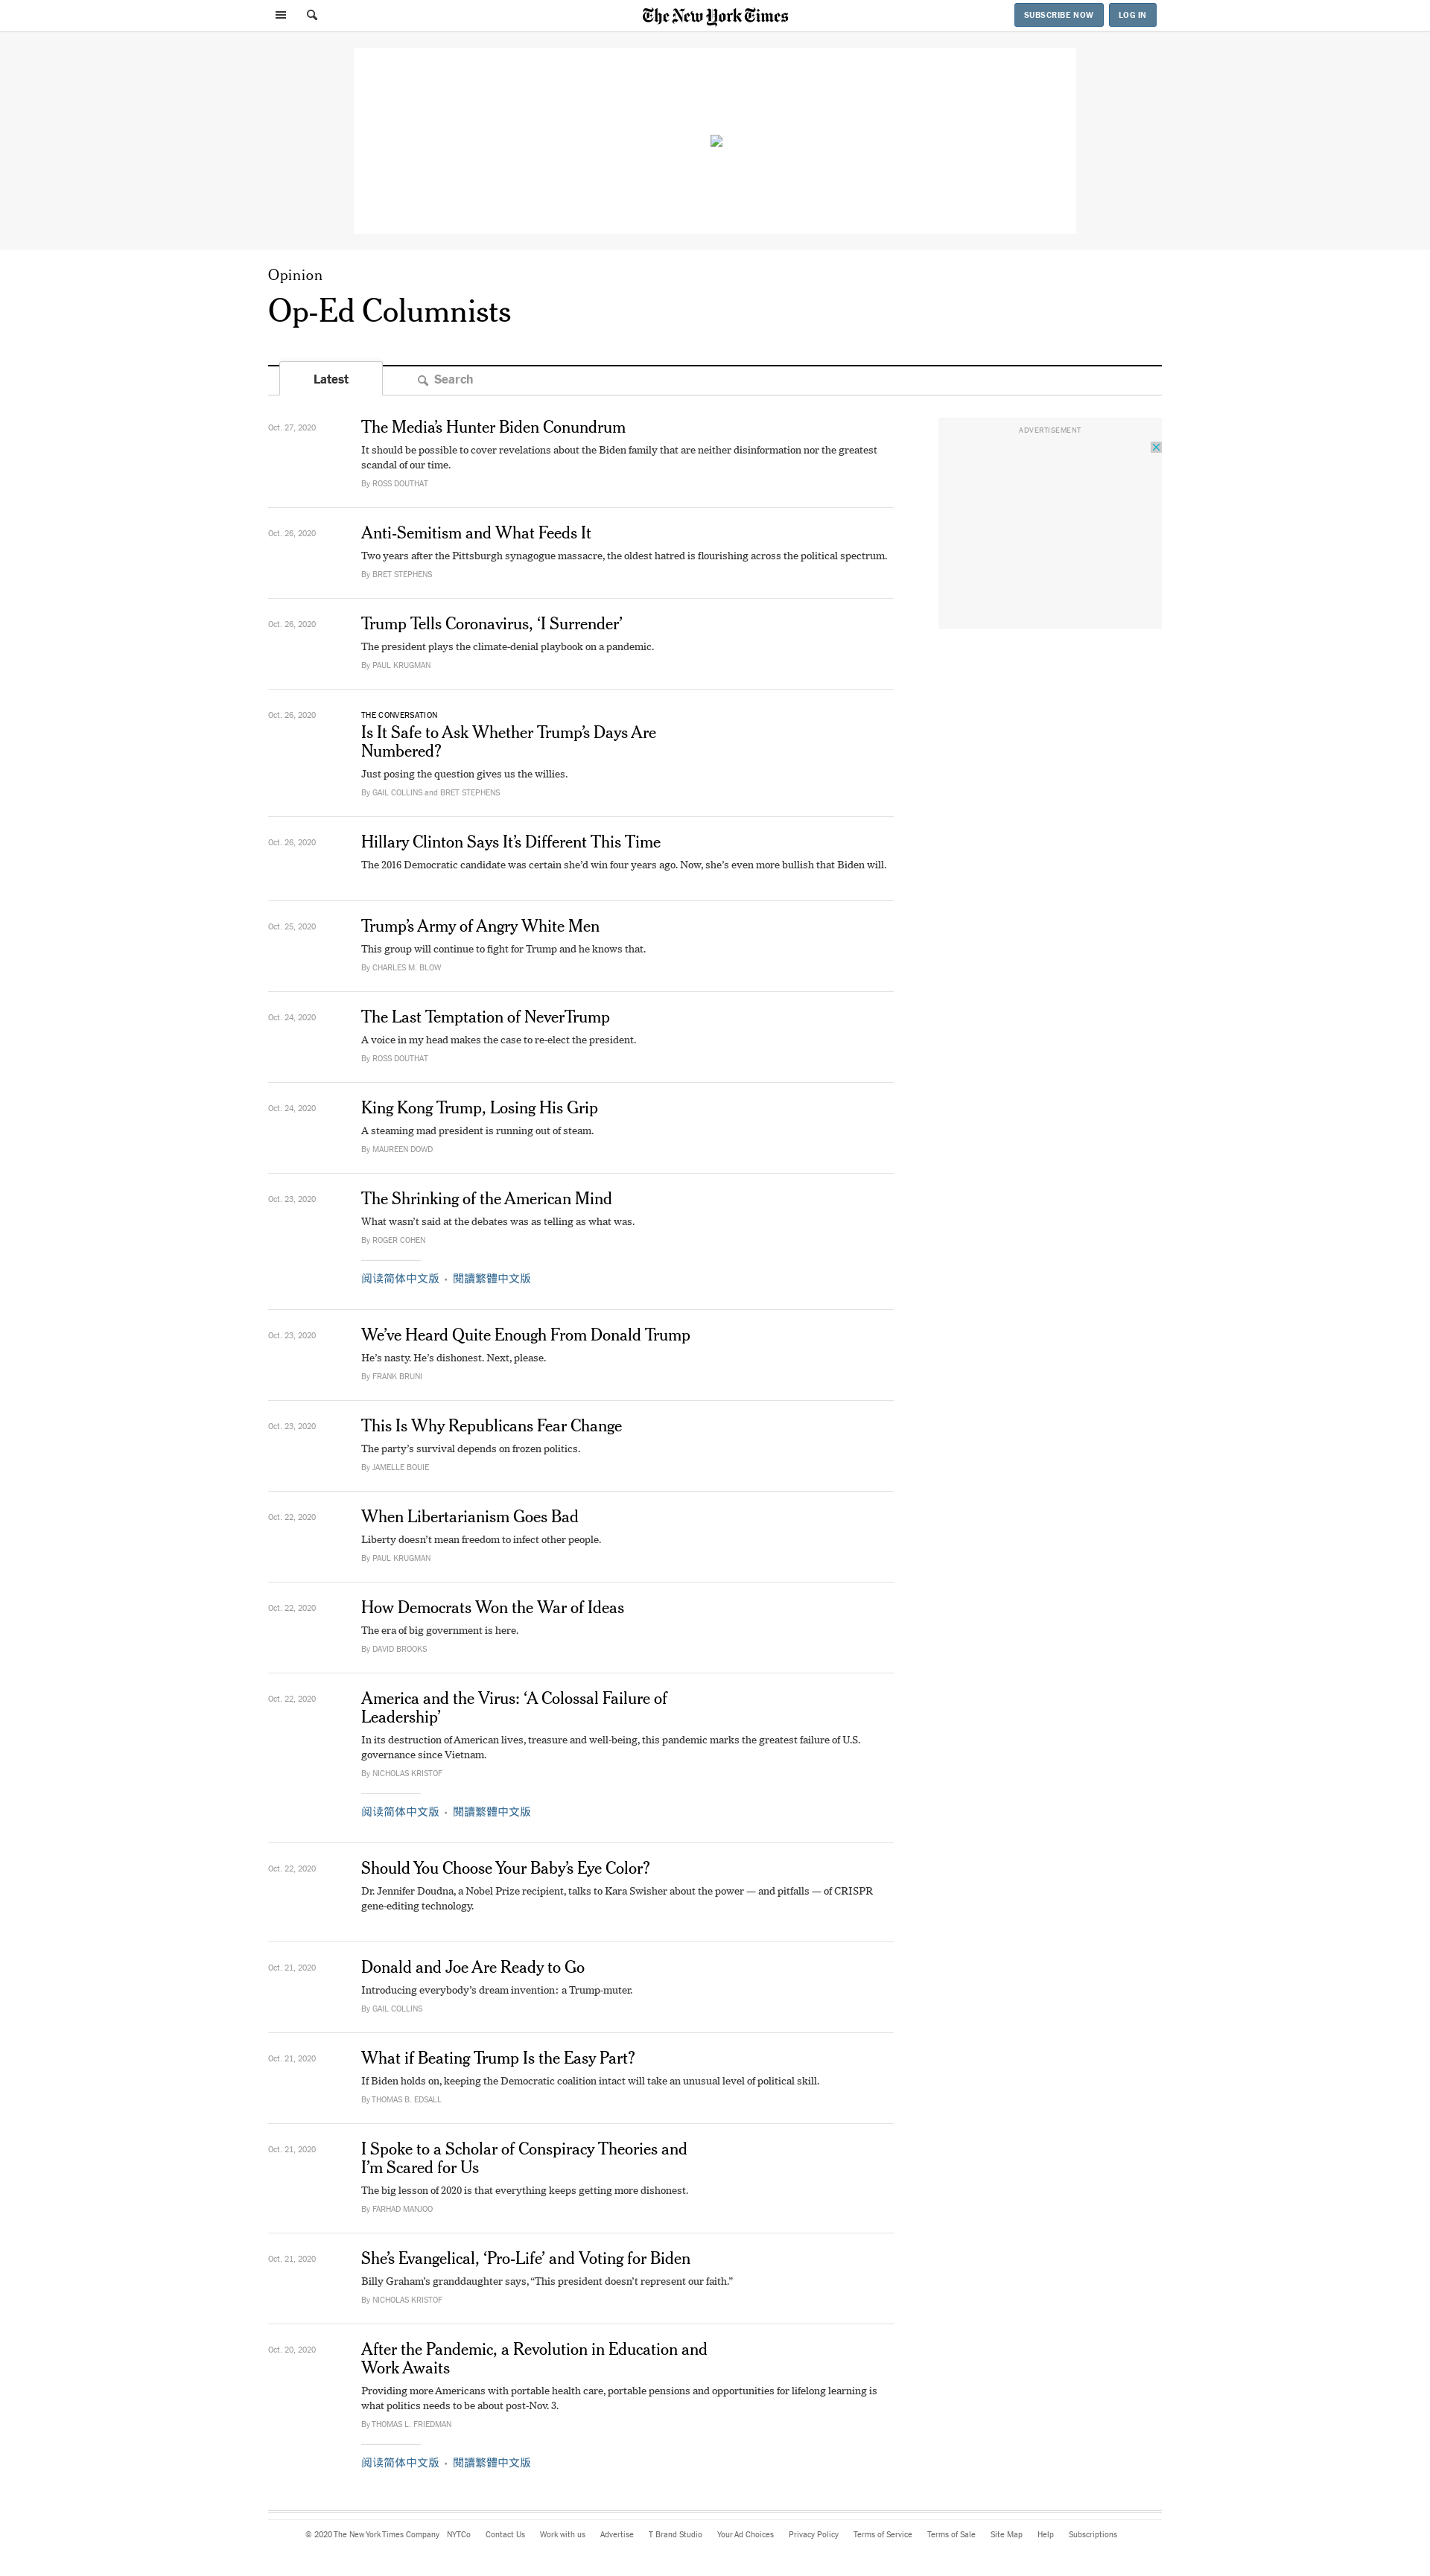 The New York Times
SUBSCRIBE NOW
LOG IN
Opinion
Op-Ed Columnists
Latest
Search
Oct. 27, 2020
The Media’s Hunter Biden Conundrum
It should be possible to cover revelations about the Biden family that are neither disinformation nor the greatest
scandal of our time.
By ROSS DOUTHAT
ADVERTISEMENT
Oct. 26, 2020
Anti-Semitism and What Feeds It
Two years after the Pittsburgh synagogue massacre, the oldest hatred is flourishing across the political spectrum.
By BRET STEPHENS
Oct. 26, 2020
Trump Tells Coronavirus, ‘I Surrender’
The president plays the climate-denial playbook on a pandemic.
By PAUL KRUGMAN
Oct. 26, 2020
THE CONVERSATION
Is It Safe to Ask Whether Trump’s Days Are
Numbered?
Just posing the question gives us the willies.
By GAIL COLLINS and BRET STEPHENS
Oct. 26, 2020
Hillary Clinton Says It’s Different This Time
The 2016 Democratic candidate was certain she’d win four years ago. Now, she’s even more bullish that Biden will.
Oct. 25, 2020
Trump’s Army of Angry White Men
This group will continue to fight for Trump and he knows that.
By CHARLES M. BLOW
Oct. 24, 2020
The Last Temptation of NeverTrump
A voice in my head makes the case to re-elect the president.
By ROSS DOUTHAT
Oct. 24, 2020
King Kong Trump, Losing His Grip
A steaming mad president is running out of steam.
By MAUREEN DOWD
Oct. 23, 2020
The Shrinking of the American Mind
What wasn’t said at the debates was as telling as what was.
By ROGER COHEN
阅读简体中文版 • 閱讀繁體中文版
Oct. 23, 2020
We’ve Heard Quite Enough From Donald Trump
He’s nasty. He’s dishonest. Next, please.
By FRANK BRUNI
Oct. 23, 2020
This Is Why Republicans Fear Change
The party’s survival depends on frozen politics.
By JAMELLE BOUIE
Oct. 22, 2020
When Libertarianism Goes Bad
Liberty doesn’t mean freedom to infect other people.
By PAUL KRUGMAN
Oct. 22, 2020
How Democrats Won the War of Ideas
The era of big government is here.
By DAVID BROOKS
Oct. 22, 2020
America and the Virus: ‘A Colossal Failure of
Leadership’
In its destruction of American lives, treasure and well-being, this pandemic marks the greatest failure of U.S.
governance since Vietnam.
By NICHOLAS KRISTOF
阅读简体中文版 • 閱讀繁體中文版
Oct. 22, 2020
Should You Choose Your Baby’s Eye Color?
Dr. Jennifer Doudna, a Nobel Prize recipient, talks to Kara Swisher about the power — and pitfalls — of CRISPR
gene-editing technology.
Oct. 21, 2020
Donald and Joe Are Ready to Go
Introducing everybody’s dream invention: a Trump-muter.
By GAIL COLLINS
Oct. 21, 2020
What if Beating Trump Is the Easy Part?
If Biden holds on, keeping the Democratic coalition intact will take an unusual level of political skill.
By THOMAS B. EDSALL
Oct. 21, 2020
I Spoke to a Scholar of Conspiracy Theories and
I’m Scared for Us
The big lesson of 2020 is that everything keeps getting more dishonest.
By FARHAD MANJOO
Oct. 21, 2020
She’s Evangelical, ‘Pro-Life’ and Voting for Biden
Billy Graham’s granddaughter says, “This president doesn’t represent our faith.”
By NICHOLAS KRISTOF
Oct. 20, 2020
After the Pandemic, a Revolution in Education and
Work Awaits
Providing more Americans with portable health care, portable pensions and opportunities for lifelong learning is
what politics needs to be about post-Nov. 3.
By THOMAS L. FRIEDMAN
阅读简体中文版 • 閱讀繁體中文版
© 2020 The New York Times Company NYTCo Contact Us Work with us Advertise T Brand Studio Your Ad Choices Privacy Policy Terms of Service Terms of Sale Site Map Help Subscriptions